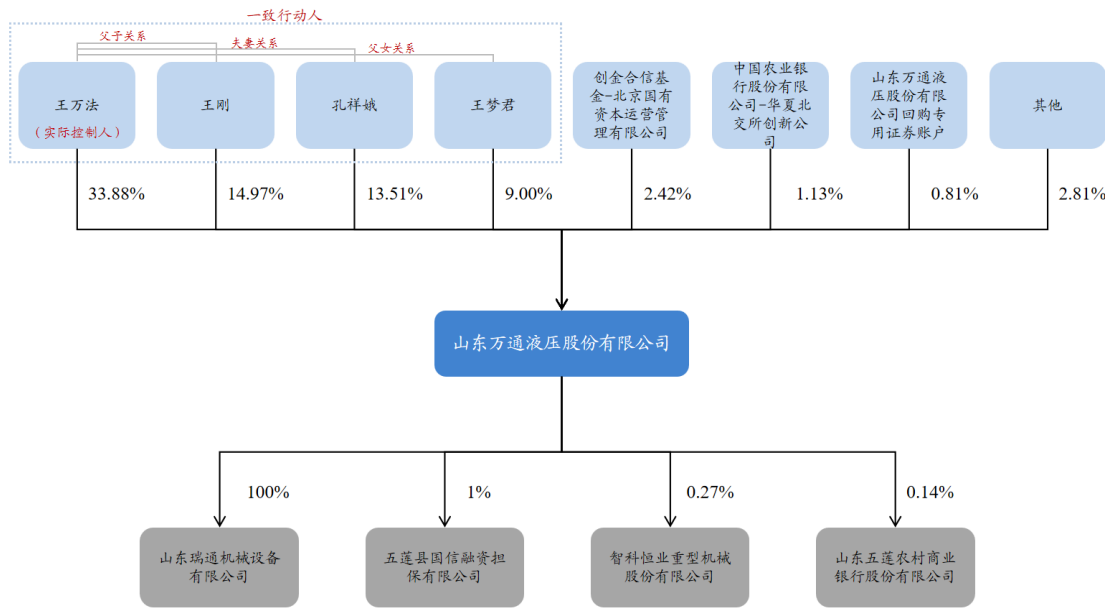 一致行动人
父子关系
夫妻关系
父女关系
王万法
（实际控制人）
王刚
孔祥娥
王梦君
创金合信基
金-北京国有
资本运营管
理有限公司
中国农业银
行股份有限
公司-华夏北
交所创新公
司
山东万通液
压股份有限
公司回购专
用证券账户
其他
33.88%
14.97%
13.51%
9.00%
2.42%
1.13%
0.81%
2.81%
山东万通液压股份有限公司
100%
1%
0.27%
0.14%
山东瑞通机械设备
有限公司
五莲县国信融资担
保有限公司
智科恒业重型机械
股份有限公司
山东五莲农村商业
银行股份有限公司